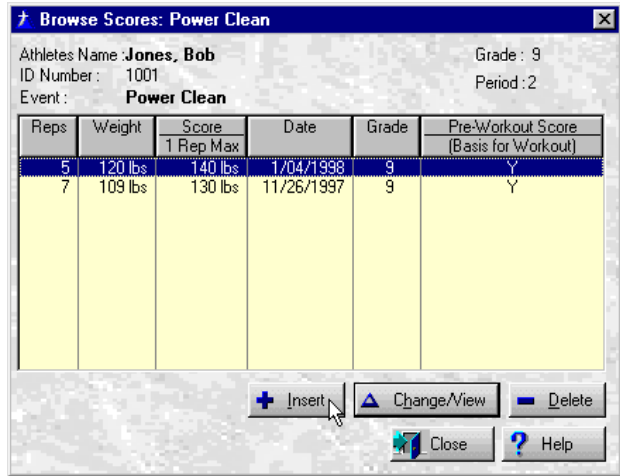 Browse Scores: Power Clean
Athletes Name : Jones, Bob Grade : 9
ID Number : 1001 Period : 2
Event : Power Clean
Reps Weight Score Date Grade Pre-Workout Score
1 Rep Max (Basis for Workout)
5 120 lbs 140 lbs 1/04/1998 9 Y
7 109 lbs 130 lbs 11/26/1997 9 Y
Insert Change/View Delete
Close ? Help